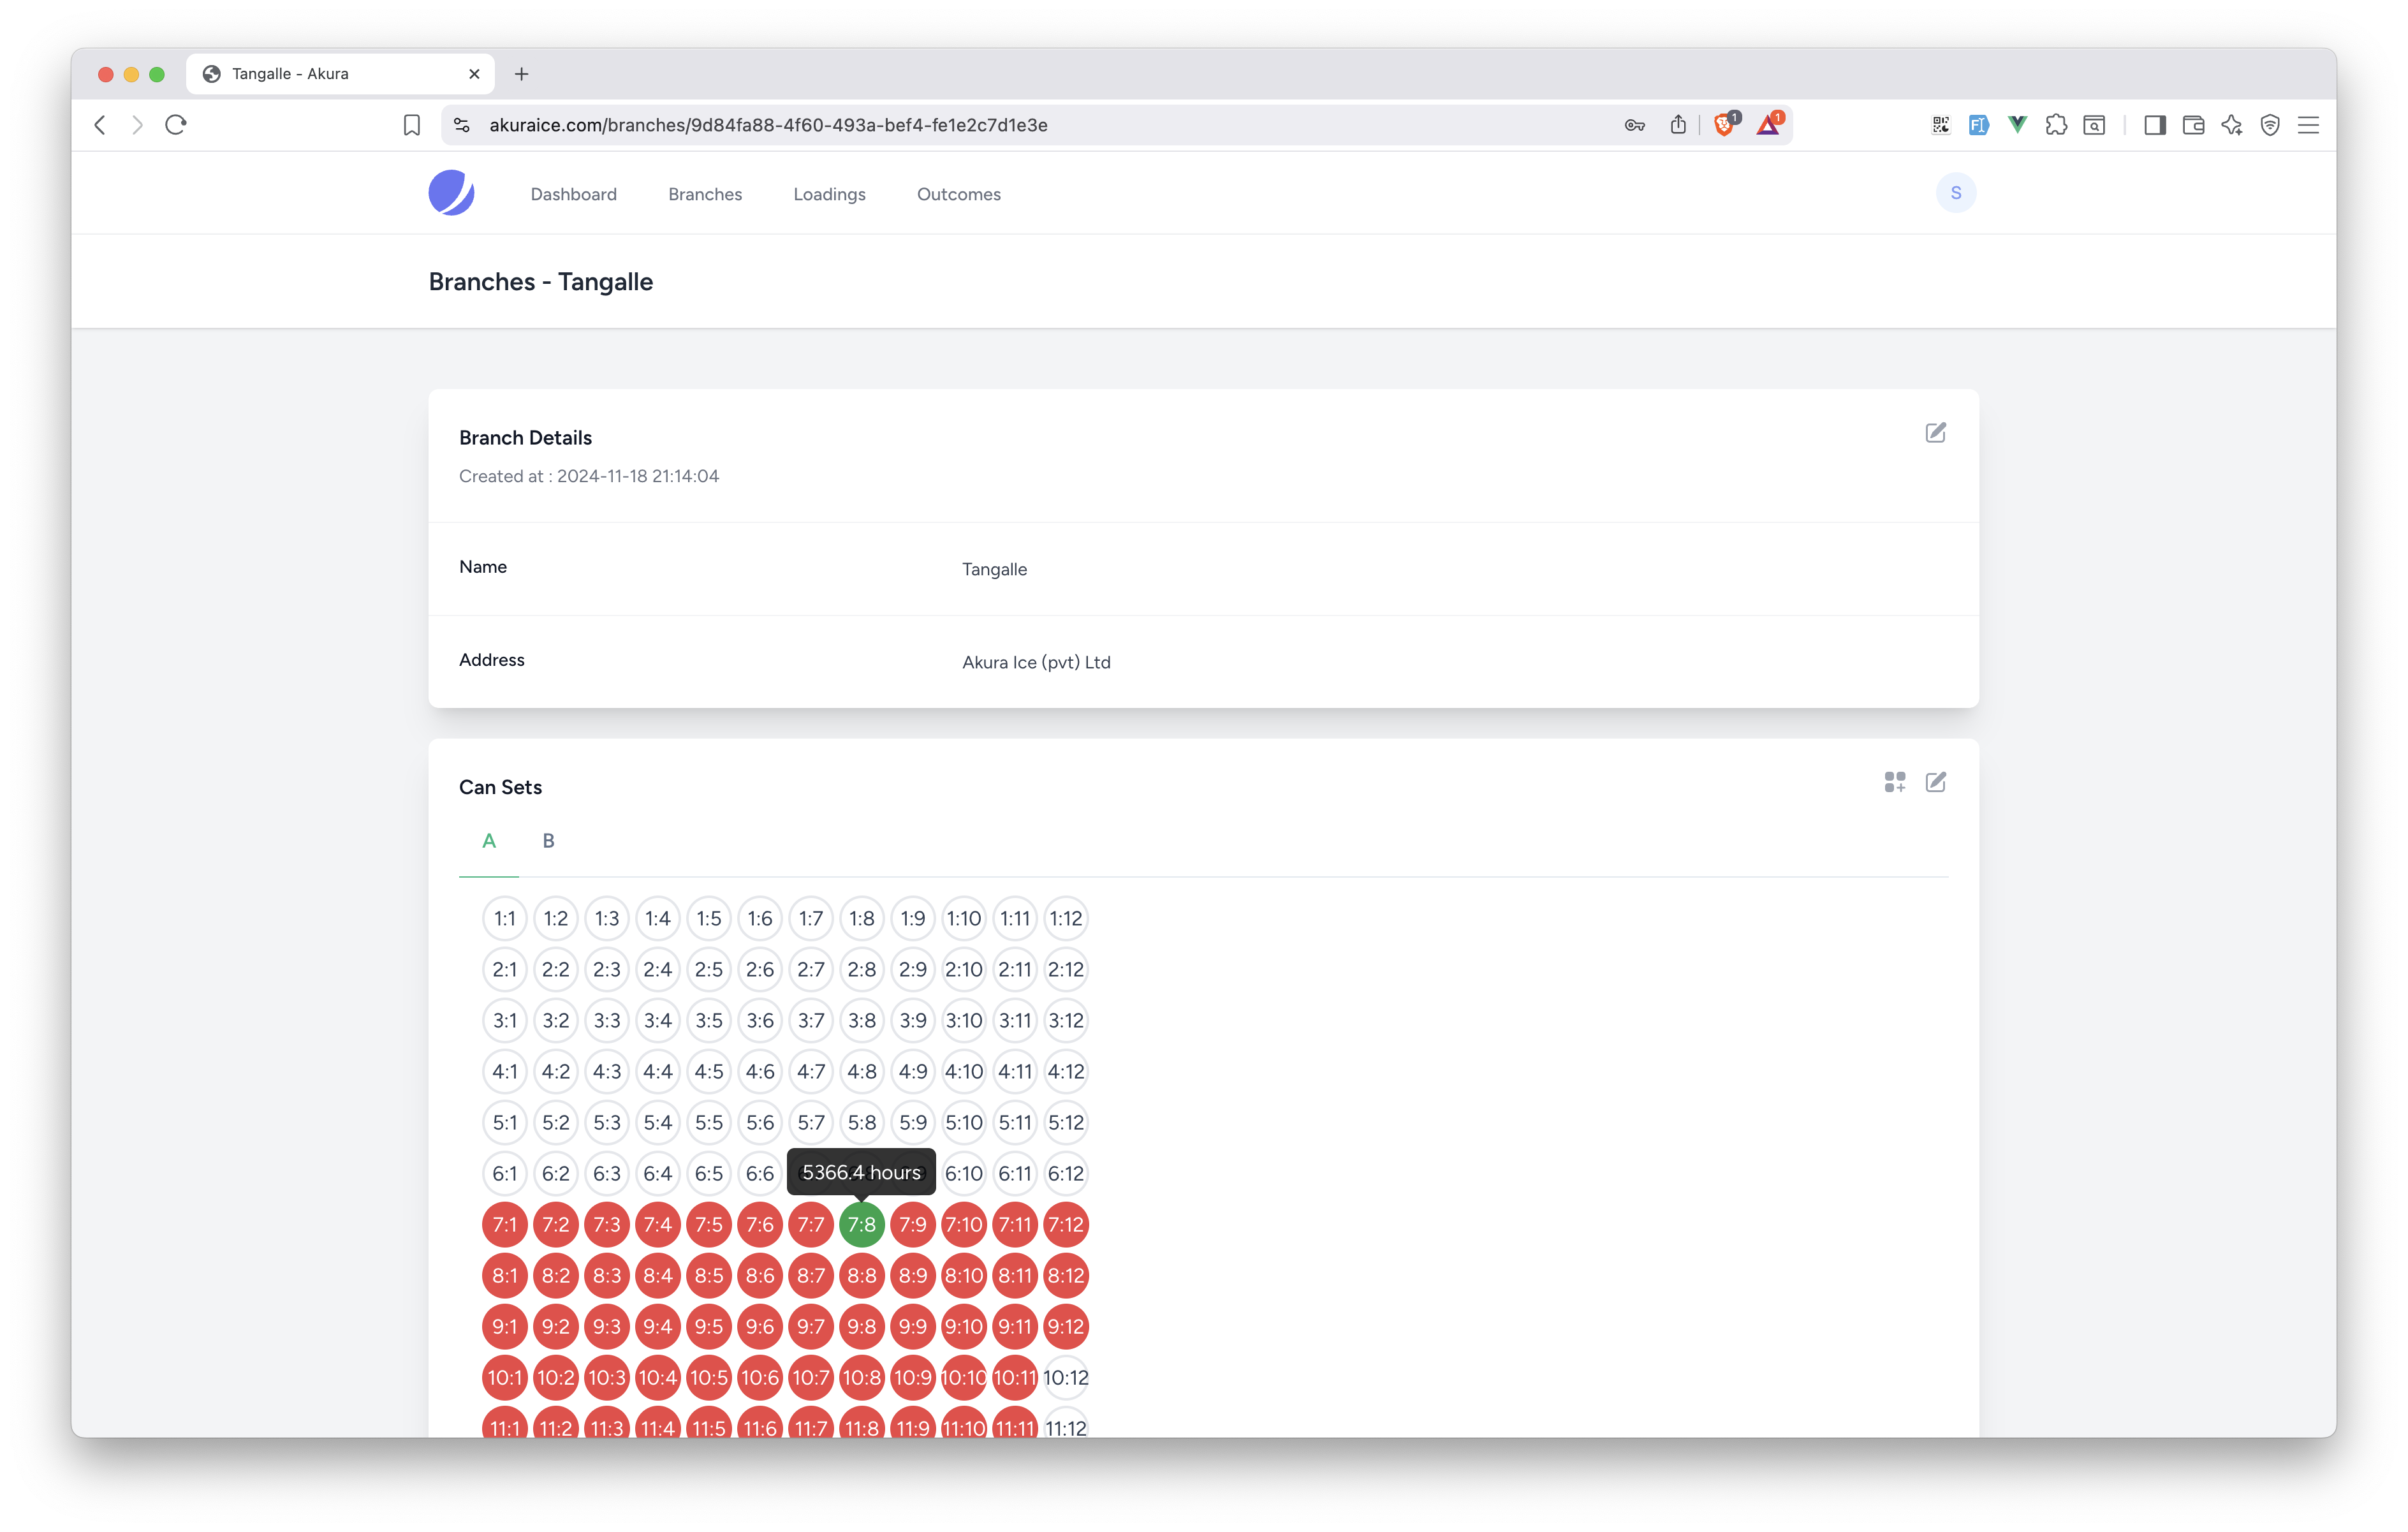 Tangalle - Akura
akuraice.com/branches/9d84fa88-4f60-493a-bef4-fe1e2c7d1e3e
1
1
Dashboard Branches Loadings Outcomes
S
Branches - Tangalle
Branch Details
Created at : 2024-11-18 21:14:04
Name Tangalle
Address Akura Ice (pvt) Ltd
Can Sets
A B
1:1 1:2 1:3 1:4 1:5 1:6 1:7 1:8 1:9 1:10 1:11 1:12
2:1 2:2 2:3 2:4 2:5 2:6 2:7 2:8 2:9 2:10 2:11 2:12
3:1 3:2 3:3 3:4 3:5 3:6 3:7 3:8 3:9 3:10 3:11 3:12
4:1 4:2 4:3 4:4 4:5 4:6 4:7 4:8 4:9 4:10 4:11 4:12
5:1 5:2 5:3 5:4 5:5 5:6 5:7 5:8 5:9 5:10 5:11 5:12
6:1 6:2 6:3 6:4 6:5 6:6 5366.4 hours 6:10 6:11 6:12
7:1 7:2 7:3 7:4 7:5 7:6 7:7 7:8 7:9 7:10 7:11 7:12
8:1 8:2 8:3 8:4 8:5 8:6 8:7 8:8 8:9 8:10 8:11 8:12
9:1 9:2 9:3 9:4 9:5 9:6 9:7 9:8 9:9 9:10 9:11 9:12
10:1 10:2 10:3 10:4 10:5 10:6 10:7 10:8 10:9 10:10 10:11 10:12
11:1 11:2 11:3 11:4 11:5 11:6 11:7 11:8 11:9 11:10 11:11 11:12